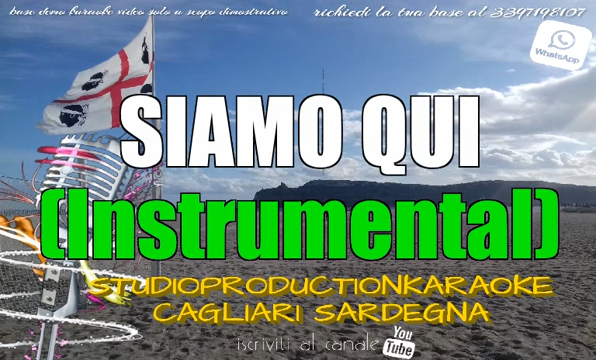 base demo karaoke video solo a scopo dimostrativo
richiedi la tua base al 3397198107
WhatsApp
SIAMO QUI
(Instrumental)
STUDIOPRODUCTIONKARAOKE
CAGLIARI SARDEGNA
iscriviti al canale You Tube